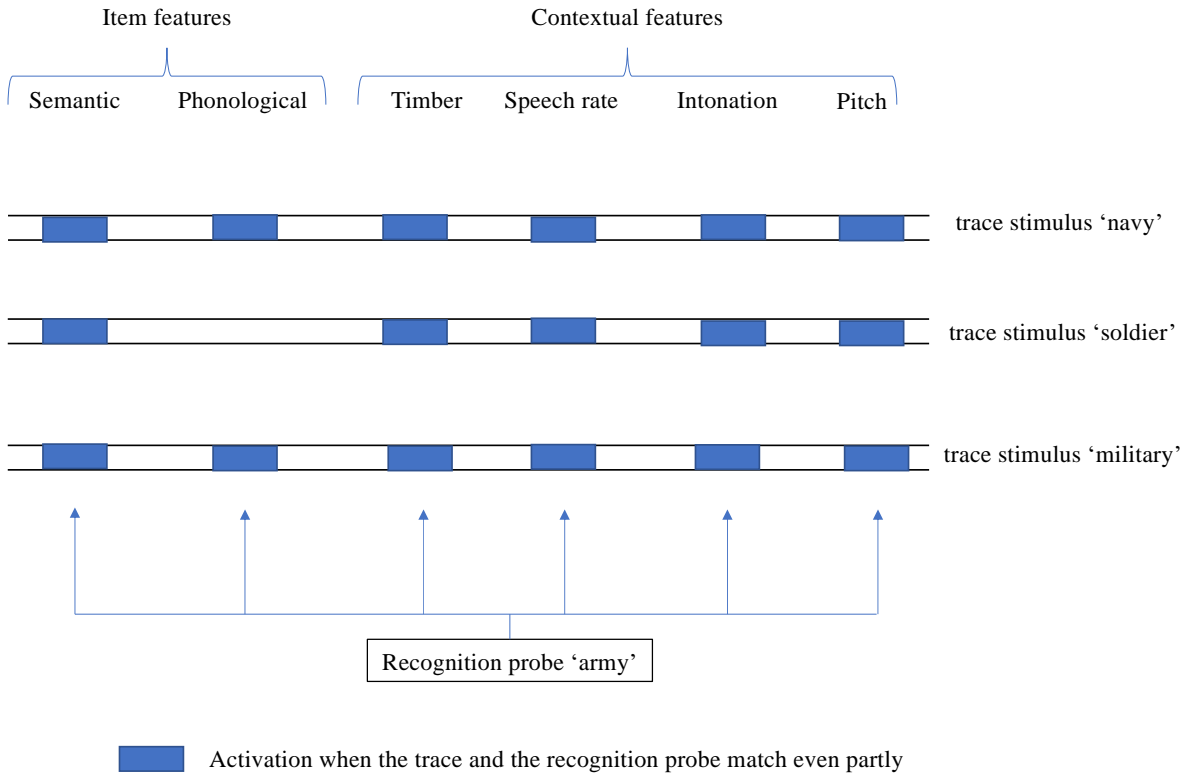 Item features
Contextual features
Semantic
Phonological
Timber
Speech rate
Intonation
Pitch
trace stimulus ‘navy’
trace stimulus ‘soldier’
trace stimulus ‘military’
Recognition probe ‘army’
Activation when the trace and the recognition probe match even partly